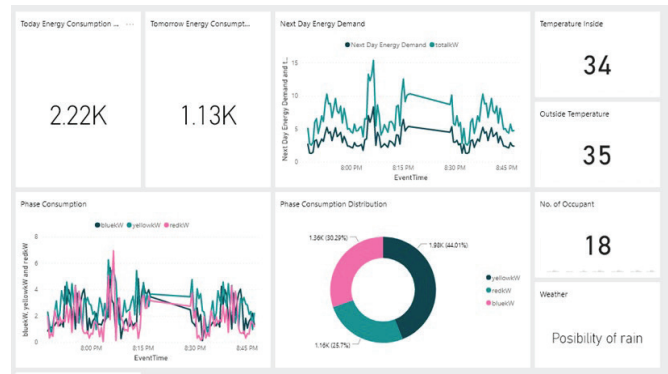 Today Energy Consumption ... ...
2.22K
Tomorrow Energy Consumpt...
1.13K
Next Day Energy Demand
Next Day Energy Demand totalkW
Next Day Energy Demand and t...
15
10
5
0
8:00 PM 8:15 PM 8:30 PM 8:45 PM
EventTime
Temperature Inside
34
Outside Temperature
35
Phase Consumption
bluekW yellowkW redkW
bluekW, yellowkW and redkW
8
6
4
2
0
8:00 PM 8:15 PM 8:30 PM 8:45 PM
EventTime
Phase Consumption Distribution
1.36K (30.29%)
1.98K (44.01%)
1.16K (25.7%)
yellowkW
redkW
bluekW
No. of Occupant
18
Weather
Posibility of rain